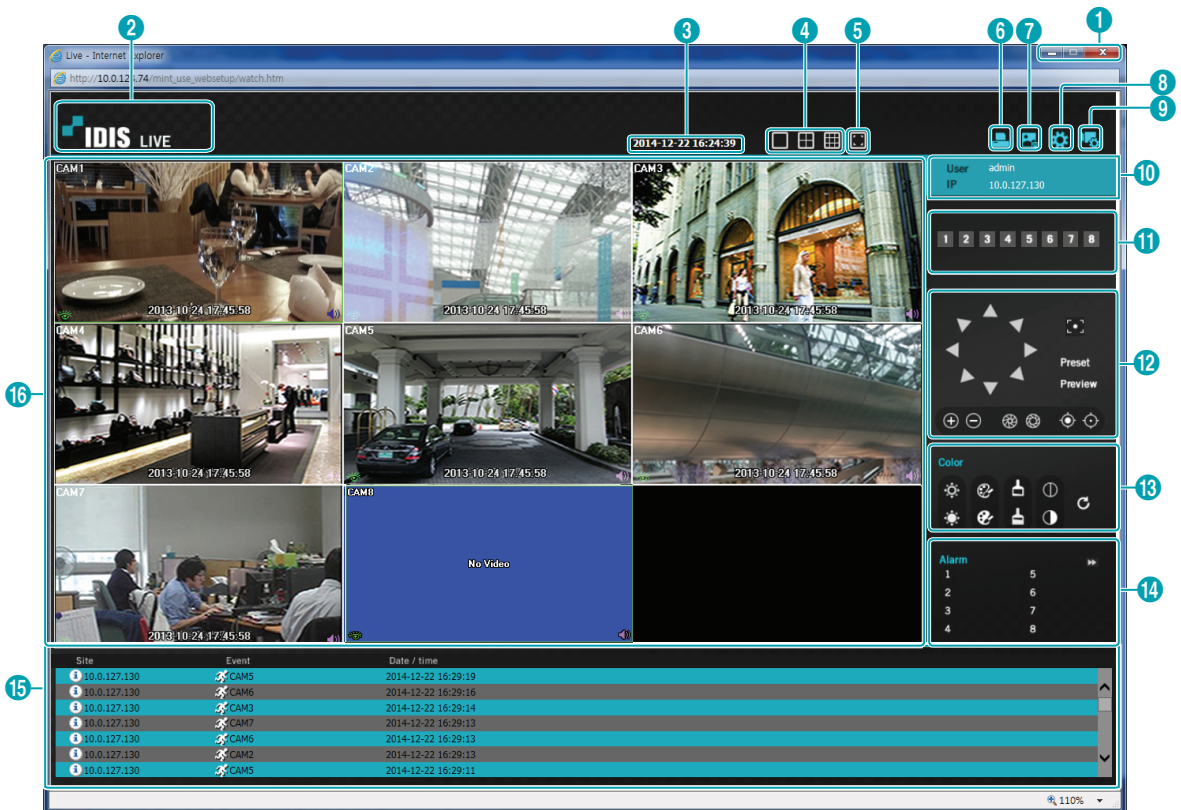 2
3
4
5
6
7
1
Live - Internet Explorer
http://10.0.12 .74/mint_use_websetup/watch.htm
8
9
IDIS LIVE
2014-12-22 16:24:39
User admin
IP 10.0.127.130
10
1 2 3 4 5 6 7 8
11
CAM1
2013-10-24 17:45:58
CAM2
CAM3
2013-10-24 17:45:58
CAM4
2013-10-24 17:45:58
CAM5
2013-10-24 17:45:58
CAM6
2013-10-24 17:45:58
CAM7
2013-10-24 17:45:58
CAM8
No Video
16
Preset
Preview
12
Color
13
Alarm
1 5
2 6
3 7
4 8
14
Site Event Date / time
10.0.127.130 CAM5 2014-12-22 16:29:19
10.0.127.130 CAM6 2014-12-22 16:29:16
10.0.127.130 CAM3 2014-12-22 16:29:14
10.0.127.130 CAM7 2014-12-22 16:29:13
10.0.127.130 CAM6 2014-12-22 16:29:13
10.0.127.130 CAM2 2014-12-22 16:29:13
10.0.127.130 CAM5 2014-12-22 16:29:11
15
110%